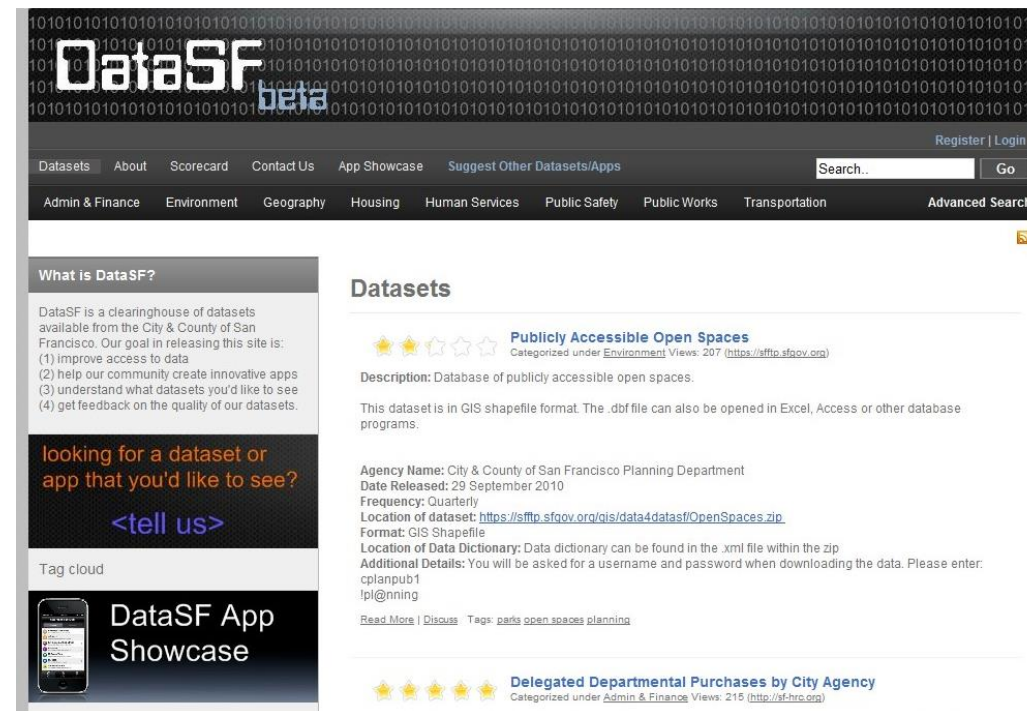 DataSF
beta
Register | Login
Datasets About Scorecard Contact Us App Showcase Suggest Other Datasets/Apps Search.. Go
Admin & Finance Environment Geography Housing Human Services Public Safety Public Works Transportation Advanced Search
What is DataSF?
DataSF is a clearinghouse of datasets
available from the City & County of San
Francisco. Our goal in releasing this
site is:
(1) improve access to data
(2) help our community create innovative apps
(3) understand what datasets you'd like to see
(4) get feedback on the quality of our datasets.
looking for a dataset or
app that you'd like to see?
<tell us>
Tag cloud
DataSF App
Showcase
Datasets
Publicly Accessible Open Spaces
Categorized under Environment Views: 207 (https://sfftp.sfgov.org)
Description: Database of publicly accessible open spaces.
This dataset is in GIS shapefile format. The .dbf file can also be opened in Excel, Access or other database
programs.
Agency Name: City & County of San Francisco Planning Department
Date Released: 29 September 2010
Frequency: Quarterly
Location of dataset: https://sfftp.sfgov.org/gis/data4datasf/OpenSpaces.zip
Format: GIS Shapefile
Location of Data Dictionary: Data dictionary can be found in the .xml file within the zip
Additional Details: You will be asked for a username and password when downloading the data. Please enter:
cplanpub1
!pl@nning
Read More | Discuss Tags: parks open spaces planning
Delegated Departmental Purchases by City Agency
Categorized under Admin & Finance Views: 215 (http://sf-hrc.org)